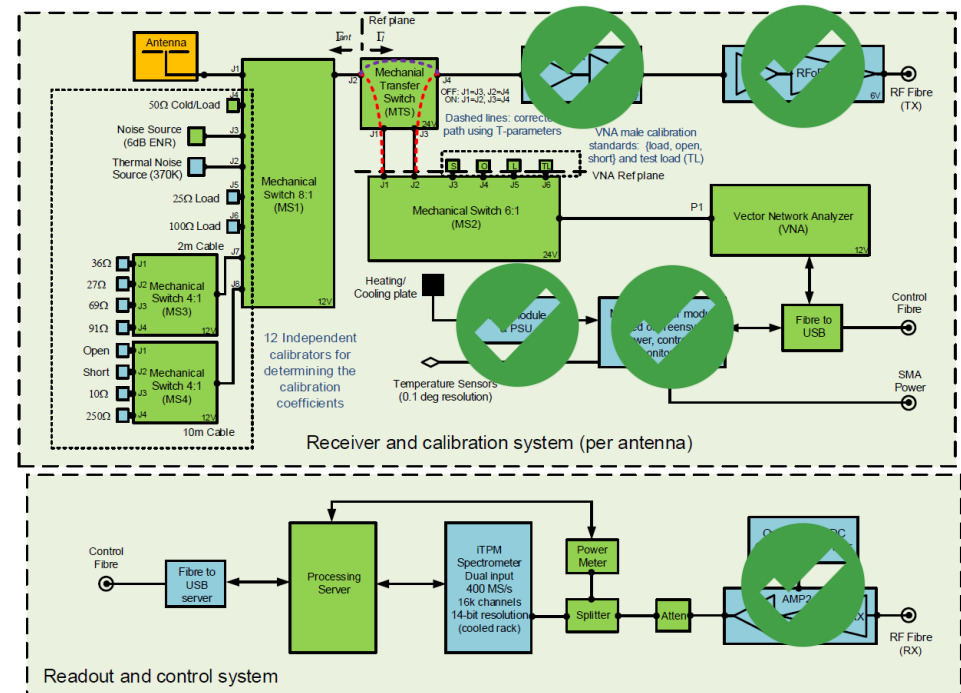 Ref plane
Antenna
Γant
Γl
J1
J2
Mechanial
Transfer
Switch
(MTS)
24V
J4
J1
J3
OFF: J1=J3, J2=J4
ON: J1=J2, J3=J4
Dashed lines: corrected
path using T-parameters
RFoF
6V
RF Fibre
(TX)
J4
50Ω Cold/Load
Noise Source
(6dB ENR)
J3
Thermal Noise
Source (370K)
J2
25Ω Load
J5
100Ω Load
J6
2m Cable
J7
J8
Mechanical
Switch 8:1
(MS1)
12V
VNA male calibration
standards: {load, open,
short} and test load (TL)
VNA Ref plane
S
O
L
TL
J1
J2
J3
J4
J5
J6
Mechanical Switch 6:1
(MS2)
24V
P1
Vector Network Analyzer
(VNA)
12V
36Ω
27Ω
69Ω
91Ω
J1
J2
J3
J4
Mechanical
Switch 4:1
(MS3)
12V
Open
Short
10Ω
250Ω
J1
J2
J3
J4
Mechanical
Switch 4:1
(MS4)
12V
10m Cable
12 Independent
calibrators for
determining the
calibration
coefficients
Heating/
Cooling plate
module
PSU
Temperature Sensors
(0.1 deg resolution)
Fibre to
USB
Control
Fibre
SMA
Power
Receiver and calibration system (per antenna)
Control
Fibre
Fibre to
USB
server
Processing
Server
iTPM
Spectrometer
Dual input
400 MS/s
16k channels
14-bit resolution
(cooled rack)
Power
Meter
Splitter
Atten
AMP2
RF Fibre
(RX)
Readout and control system